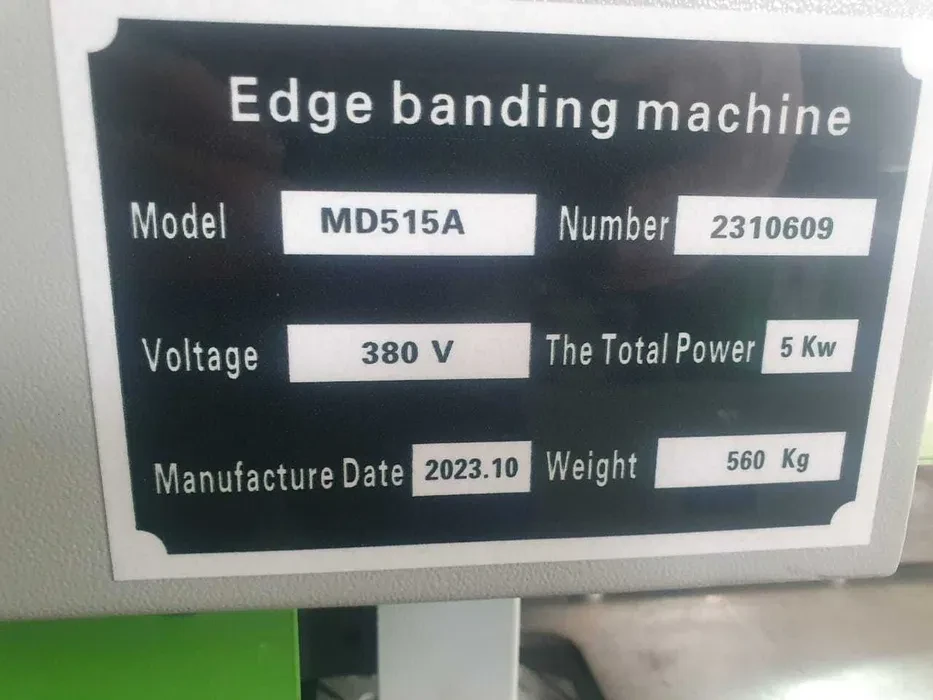 Edge banding machine
Model MD515A Number 2310609
Voltage 380 V The Total Power 5 Kw
Manufacture Date 2023.10 Weight 560 Kg